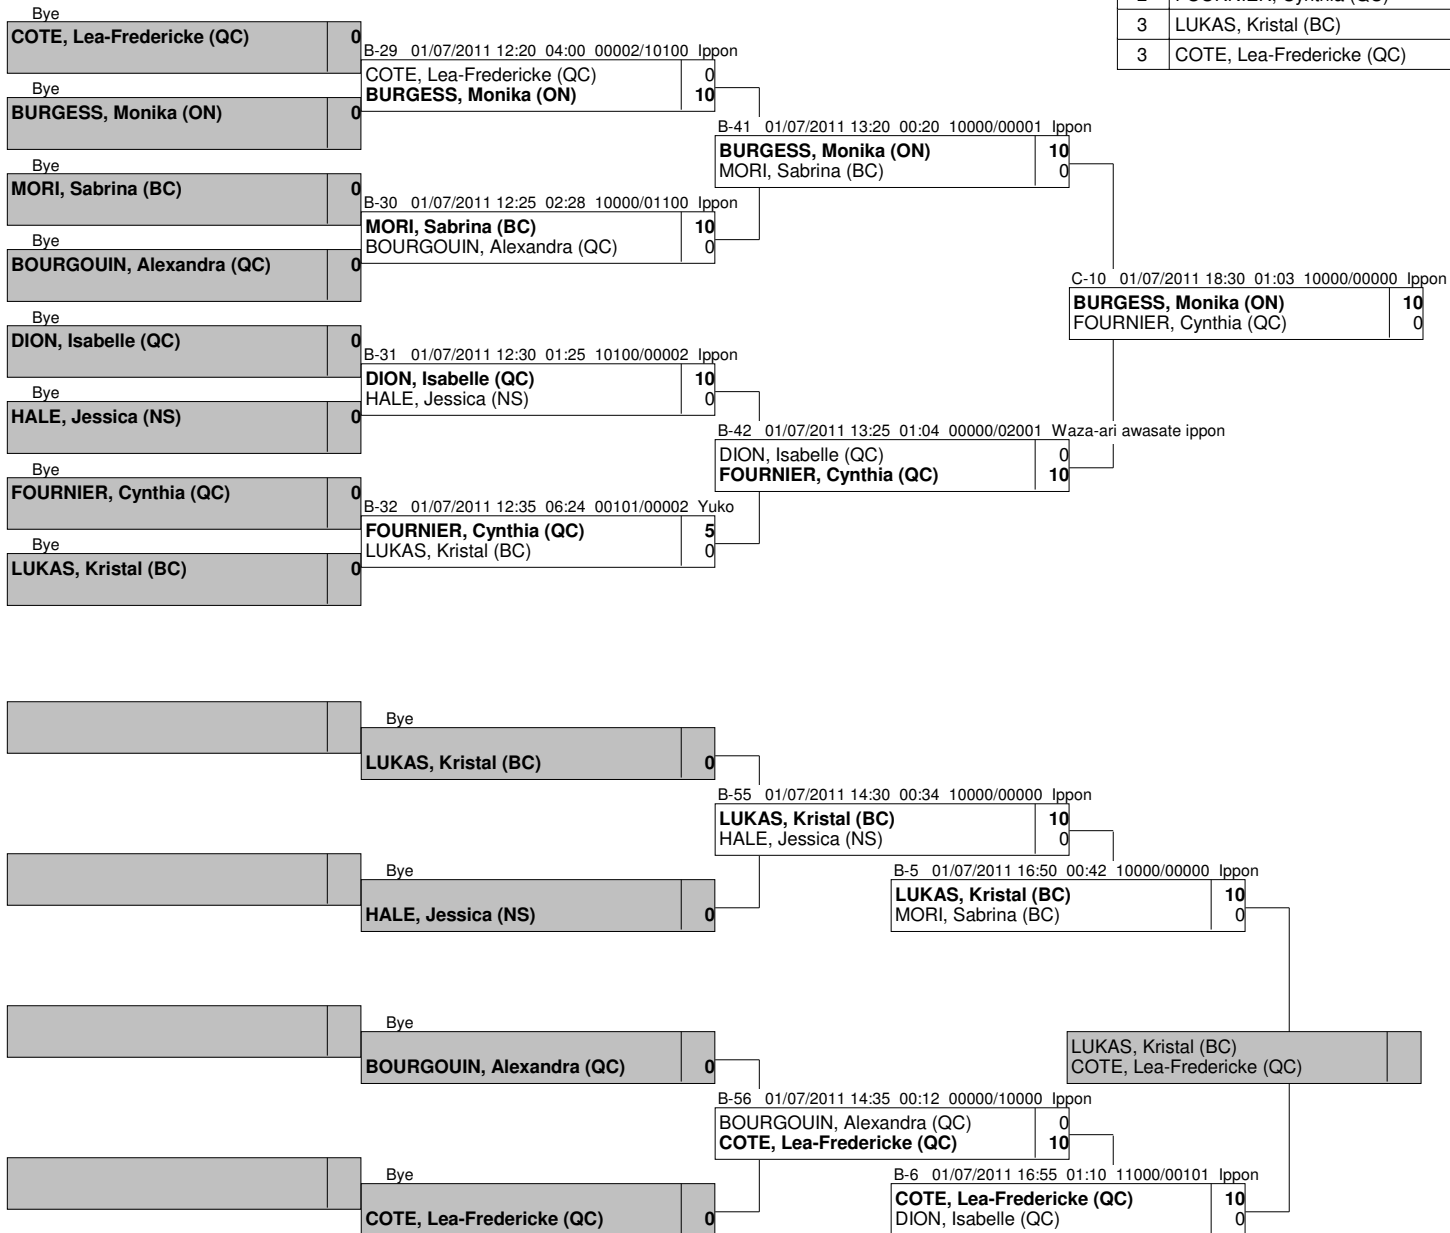 2 FOURNIER, Cynthia (QC)
3 LUKAS, Kristal (BC)
3 COTE, Lea-Fredericke (QC)
Bye
COTE, Lea-Fredericke (QC) 0
Bye
BURGESS, Monika (ON) 0
Bye
MORI, Sabrina (BC) 0
Bye
BOURGOUIN, Alexandra (QC) 0
Bye
DION, Isabelle (QC) 0
Bye
HALE, Jessica (NS) 0
Bye
FOURNIER, Cynthia (QC) 0
Bye
LUKAS, Kristal (BC) 0
B-29 01/07/2011 12:20 04:00 00002/10100 Ippon
COTE, Lea-Fredericke (QC) 0
BURGESS, Monika (ON) 10
B-30 01/07/2011 12:25 02:28 10000/01100 Ippon
MORI, Sabrina (BC) 10
BOURGOUIN, Alexandra (QC) 0
B-31 01/07/2011 12:30 01:25 10100/00002 Ippon
DION, Isabelle (QC) 10
HALE, Jessica (NS) 0
B-32 01/07/2011 12:35 06:24 00101/00002 Yuko
FOURNIER, Cynthia (QC) 5
LUKAS, Kristal (BC) 0
B-41 01/07/2011 13:20 00:20 10000/00001 Ippon
BURGESS, Monika (ON) 10
MORI, Sabrina (BC) 0
B-42 01/07/2011 13:25 01:04 00000/02001 Waza-ari awasate ippon
DION, Isabelle (QC) 0
FOURNIER, Cynthia (QC) 10
C-10 01/07/2011 18:30 01:03 10000/00000 Ippon
BURGESS, Monika (ON) 10
FOURNIER, Cynthia (QC) 0
Bye
LUKAS, Kristal (BC) 0
Bye
HALE, Jessica (NS) 0
Bye
BOURGOUIN, Alexandra (QC) 0
Bye
COTE, Lea-Fredericke (QC) 0
B-55 01/07/2011 14:30 00:34 10000/00000 Ippon
LUKAS, Kristal (BC) 10
HALE, Jessica (NS) 0
B-56 01/07/2011 14:35 00:12 00000/10000 Ippon
BOURGOUIN, Alexandra (QC) 0
COTE, Lea-Fredericke (QC) 10
B-5 01/07/2011 16:50 00:42 10000/00000 Ippon
LUKAS, Kristal (BC) 10
MORI, Sabrina (BC) 0
B-6 01/07/2011 16:55 01:10 11000/00101 Ippon
COTE, Lea-Fredericke (QC) 10
DION, Isabelle (QC) 0
LUKAS, Kristal (BC)
COTE, Lea-Fredericke (QC)